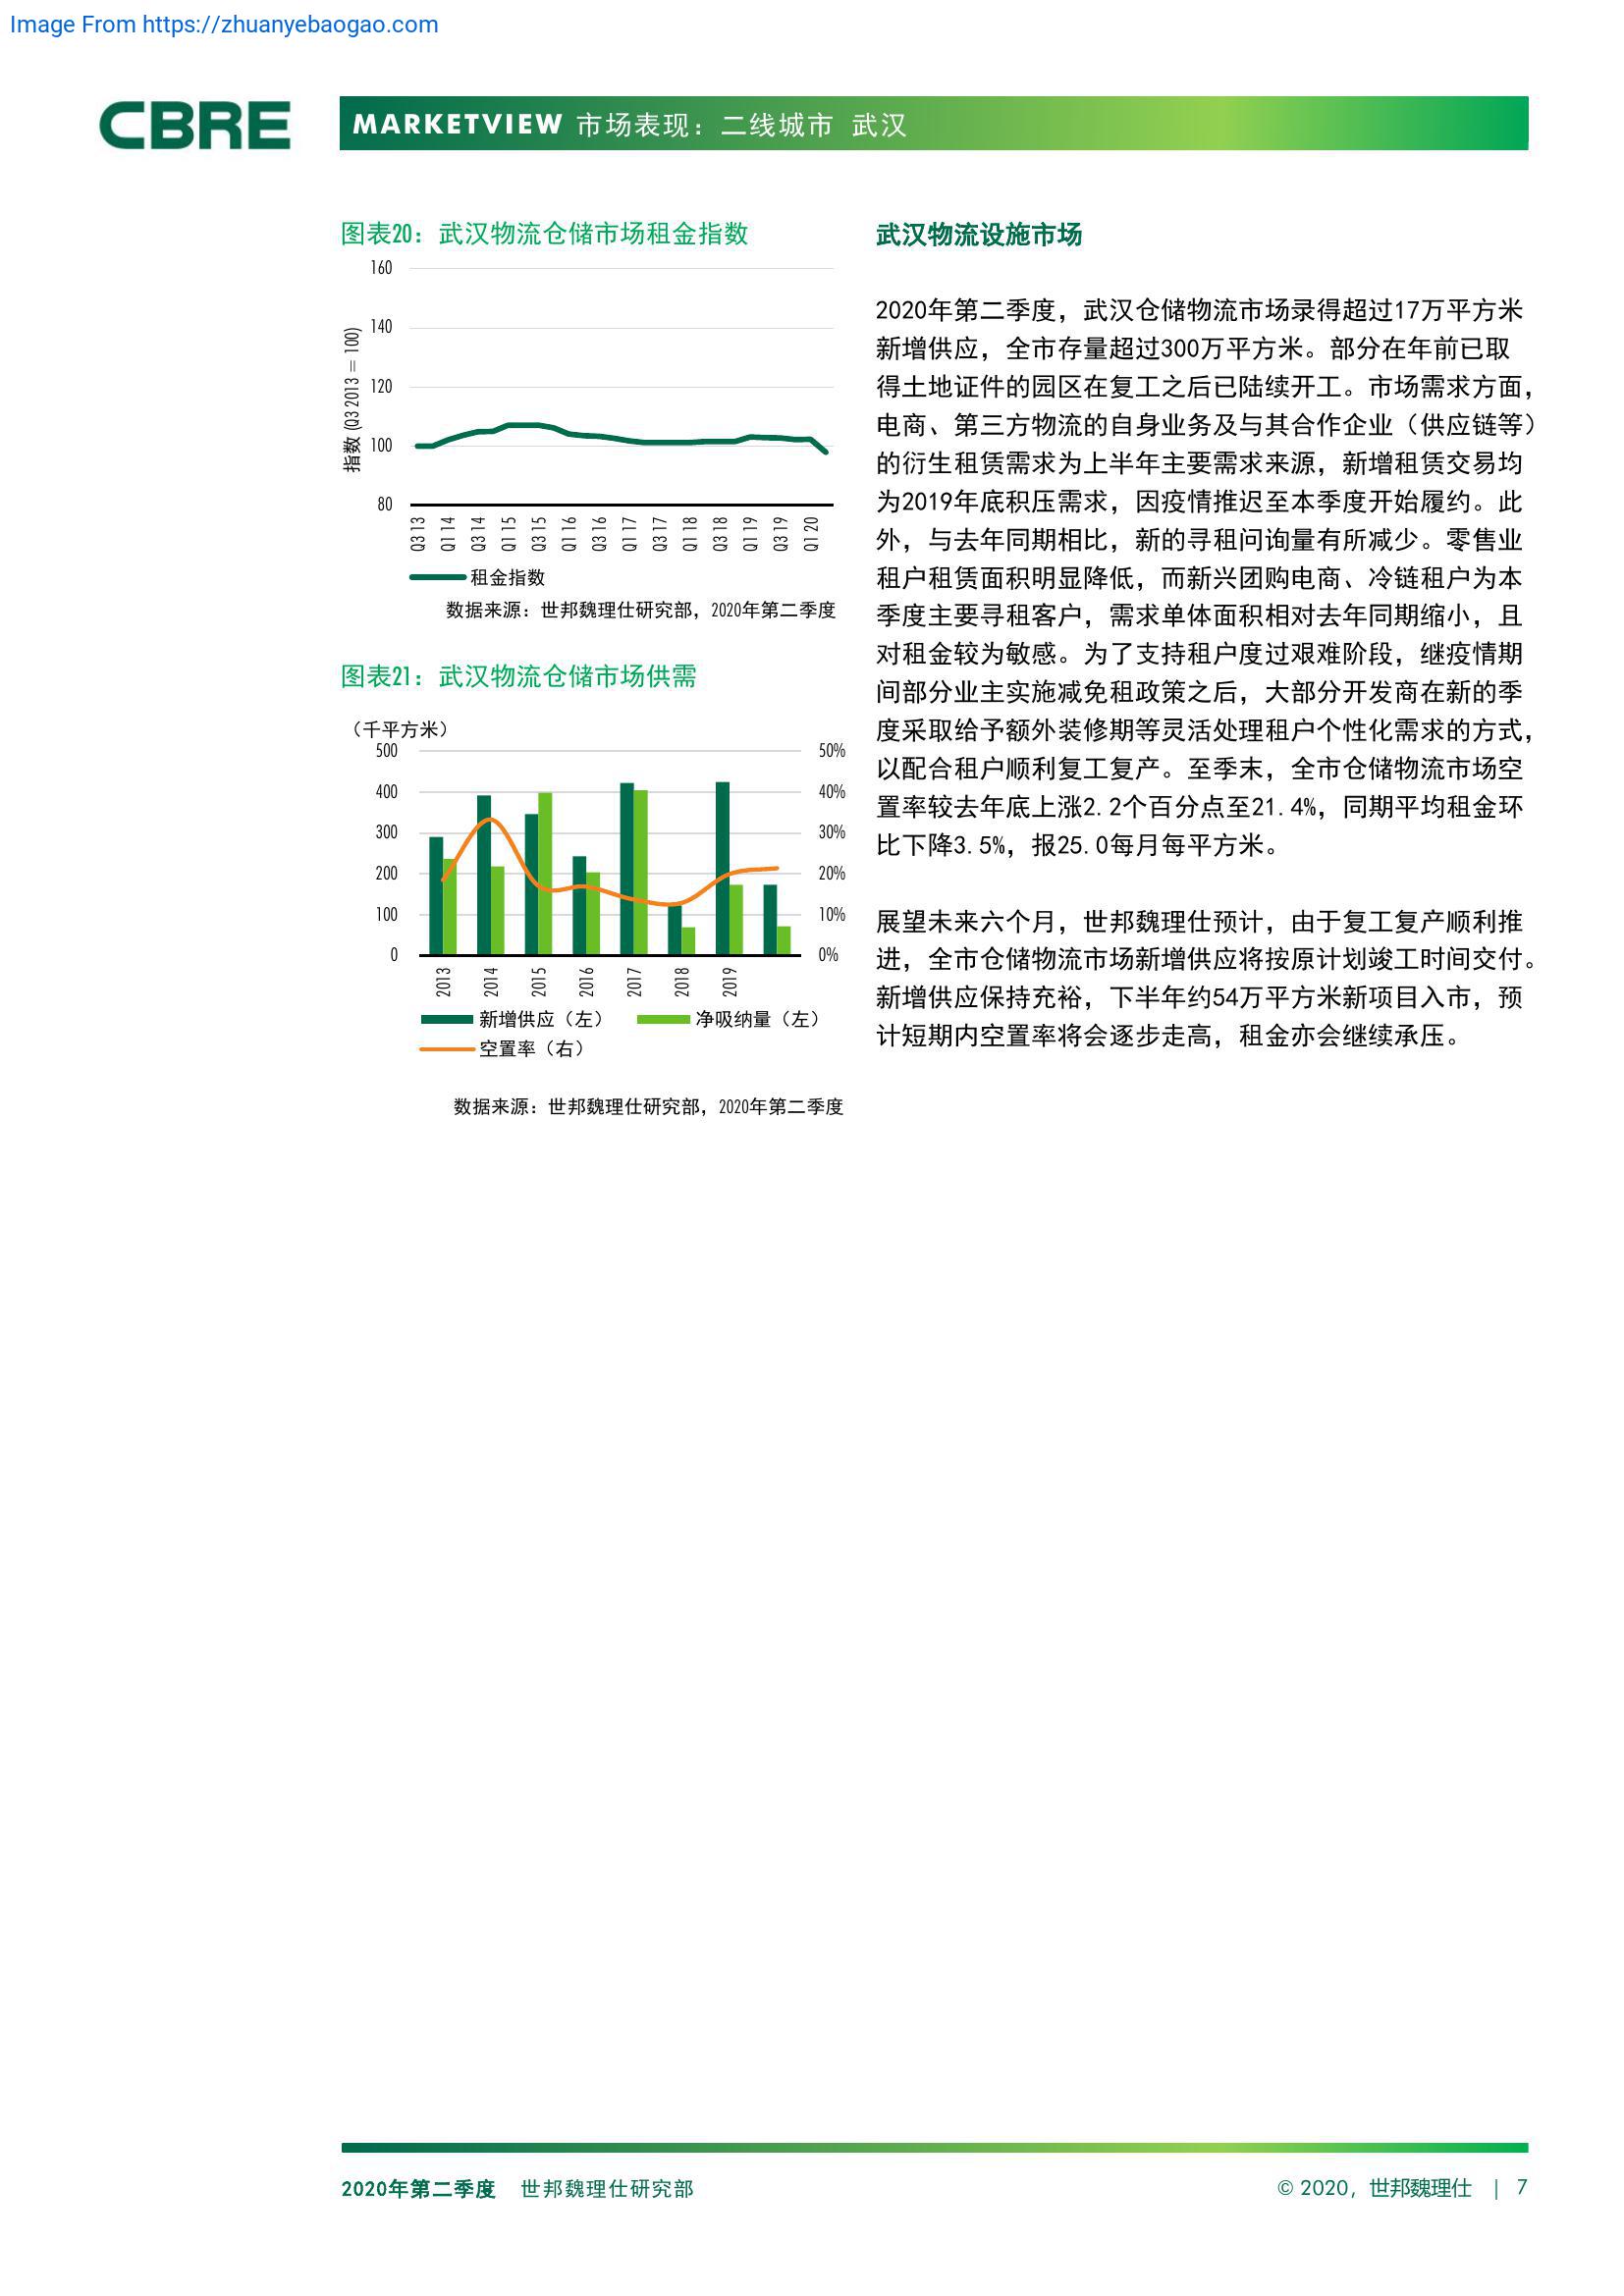 Image From https://zhuanyebaogao.com
CBRE
MARKETVIEW 市场表现：二线城市 武汉
图表20：武汉物流仓储市场租金指数
160
140
120
100
80
指数 (Q3 2013 = 100)
Q3 13
Q1 14
Q3 14
Q1 15
Q3 15
Q1 16
Q3 16
Q1 17
Q3 17
Q1 18
Q3 18
Q1 19
Q3 19
Q1 20
租金指数
数据来源：世邦魏理仕研究部，2020年第二季度
图表21：武汉物流仓储市场供需
（千平方米）
500
400
300
200
100
0
50%
40%
30%
20%
10%
0%
2013
2014
2015
2016
2017
2018
2019
新增供应（左）
净吸纳量（左）
空置率（右）
数据来源：世邦魏理仕研究部，2020年第二季度
武汉物流设施市场
2020年第二季度，武汉仓储物流市场录得超过17万平方米
新增供应，全市存量超过300万平方米。部分在年前已取
得土地证件的园区在复工之后已陆续开工。市场需求方面，
电商、第三方物流的自身业务及与其合作企业（供应链等）
的衍生租赁需求为上半年主要需求来源，新增租赁交易均
为2019年底积压需求，因疫情推迟至本季度开始履约。此
外，与去年同期相比，新的寻租问询量有所减少。零售业
租户租赁面积明显降低，而新兴团购电商、冷链租户为本
季度主要寻租客户，需求单体面积相对去年同期缩小，且
对租金较为敏感。为了支持租户度过艰难阶段，继疫情期
间部分业主实施减免租政策之后，大部分开发商在新的季
度采取给予额外装修期等灵活处理租户个性化需求的方式，
以配合租户顺利复工复产。至季末，全市仓储物流市场空
置率较去年底上涨2.2个百分点至21.4%，同期平均租金环
比下降3.5%，报25.0每月每平方米。
展望未来六个月，世邦魏理仕预计，由于复工复产顺利推
进，全市仓储物流市场新增供应将按原计划竣工时间交付。
新增供应保持充裕，下半年约54万平方米新项目入市，预
计短期内空置率将会逐步走高，租金亦会继续承压。
2020年第二季度 世邦魏理仕研究部
© 2020，世邦魏理仕 | 7